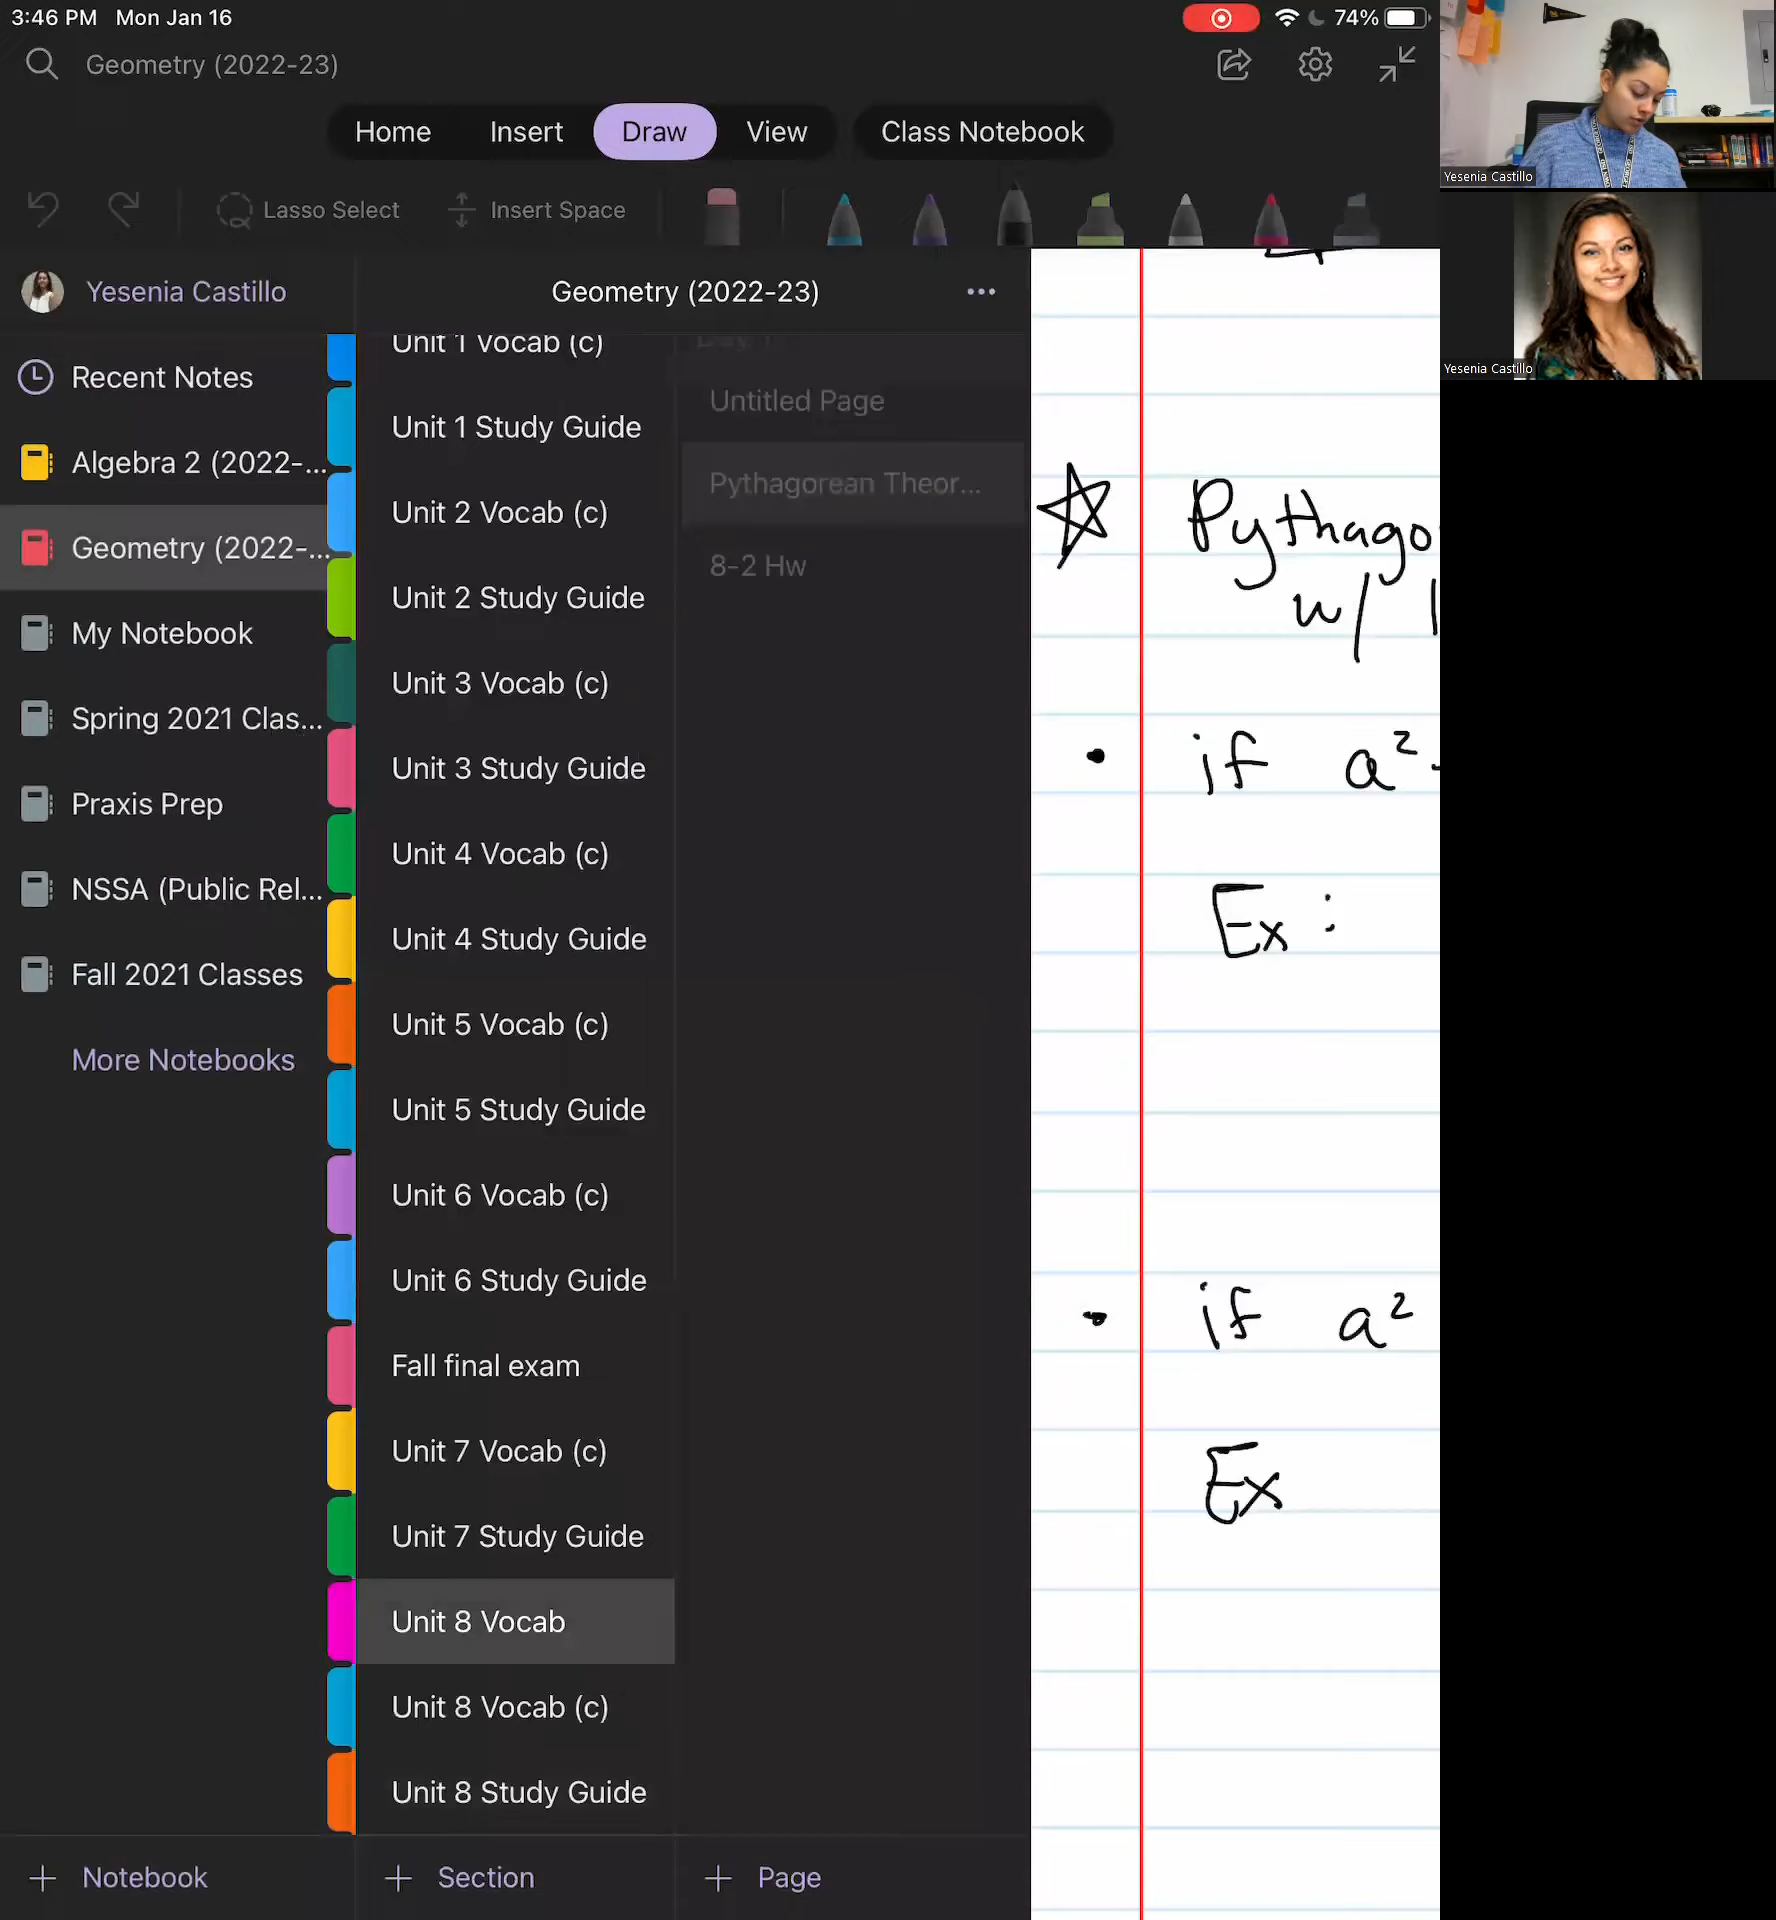 3:46 PM Mon Jan 16
74%
Geometry (2022-23)
Home Insert Draw View Class Notebook
Lasso Select Insert Space
Yesenia Castillo
Yesenia Castillo
Yesenia Castillo
Geometry (2022-23)
Recent Notes
Algebra 2 (2022-...
Geometry (2022-...
My Notebook
Spring 2021 Clas...
Praxis Prep
NSSA (Public Rel...
Fall 2021 Classes
More Notebooks
Unit 1 Vocab (c)
Unit 1 Study Guide
Unit 2 Vocab (c)
Unit 2 Study Guide
Unit 3 Vocab (c)
Unit 3 Study Guide
Unit 4 Vocab (c)
Unit 4 Study Guide
Unit 5 Vocab (c)
Unit 5 Study Guide
Unit 6 Vocab (c)
Unit 6 Study Guide
Fall final exam
Unit 7 Vocab (c)
Unit 7 Study Guide
Unit 8 Vocab
Unit 8 Vocab (c)
Unit 8 Study Guide
Day 1
Untitled Page
Pythagorean Theor...
8-2 Hw
Pythago
w/
• if a²
Ex:
• if a²
Ex
+ Notebook
+ Section
+ Page